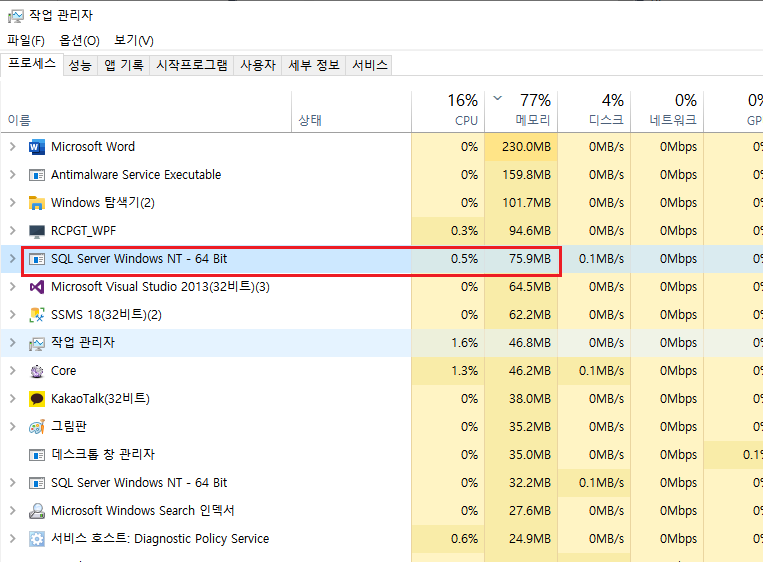 작업 관리자
파일(F) 옵션(O) 보기(V)
프로세스 성능 앱 기록 시작프로그램 사용자 세부 정보 서비스
16% 77% 4% 0% 0%
이름 상태 CPU 메모리 디스크 네트워크 GP
Microsoft Word 0% 230.0MB 0MB/s 0Mbps 0%
Antimalware Service Executable 0% 159.8MB 0MB/s 0Mbps 0%
Windows 탐색기(2) 0% 101.7MB 0MB/s 0Mbps 0%
RCPGT_WPF 0.3% 94.6MB 0MB/s 0Mbps 0%
SQL Server Windows NT - 64 Bit 0.5% 75.9MB 0.1MB/s 0Mbps 0%
Microsoft Visual Studio 2013(32비트)(3) 0% 64.5MB 0MB/s 0Mbps 0%
SSMS 18(32비트)(2) 0% 62.2MB 0MB/s 0Mbps 0%
작업 관리자 1.6% 46.8MB 0MB/s 0Mbps 0%
Core 1.3% 46.2MB 0.1MB/s 0Mbps 0%
KakaoTalk(32비트) 0% 38.0MB 0MB/s 0Mbps 0%
그림판 0% 35.2MB 0MB/s 0Mbps 0%
데스크톱 창 관리자 0% 35.0MB 0MB/s 0Mbps 0.1%
SQL Server Windows NT - 64 Bit 0% 32.2MB 0.1MB/s 0Mbps 0%
Microsoft Windows Search 인덱서 0% 27.6MB 0MB/s 0Mbps 0%
서비스 호스트: Diagnostic Policy Service 0.6% 24.9MB 0MB/s 0Mbps 0%